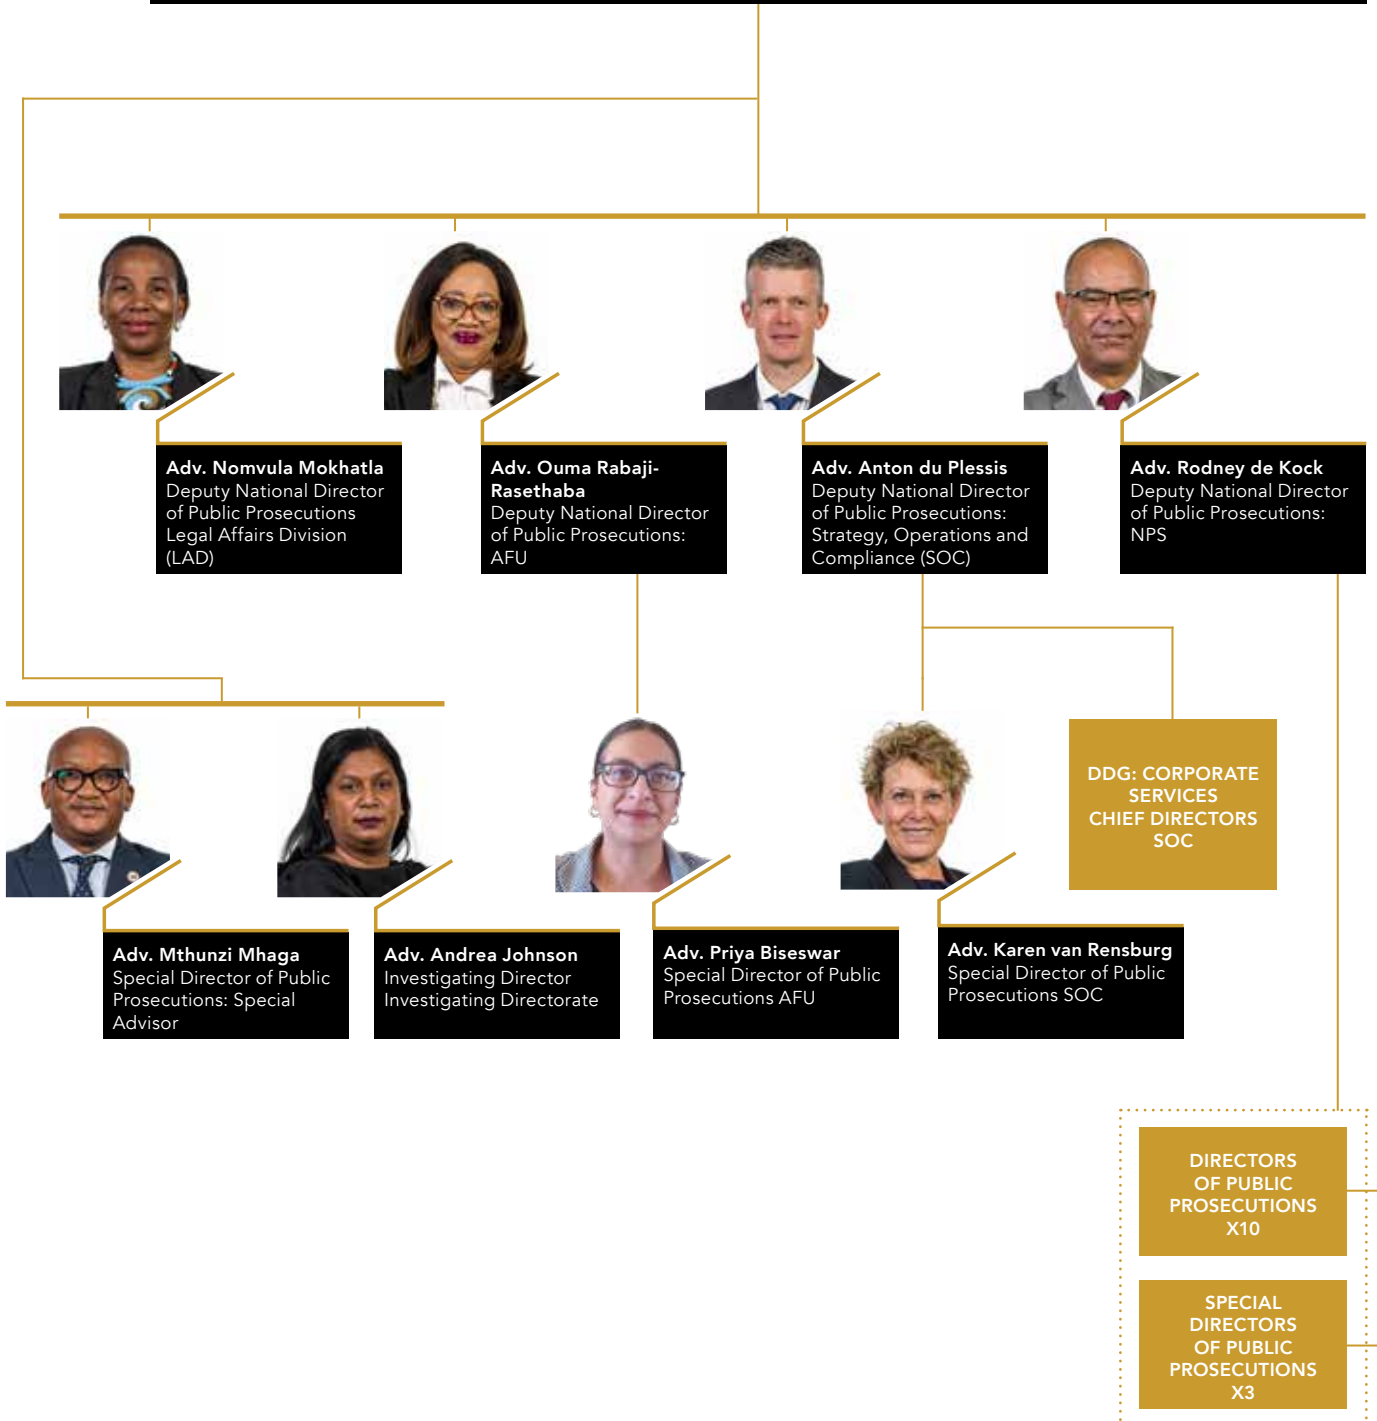 Adv. Nomvula Mokhatla
Deputy National Director
of Public Prosecutions
Legal Affairs Division
(LAD)
Adv. Ouma Rabaji-
Rasethaba
Deputy National Director
of Public Prosecutions:
AFU
Adv. Anton du Plessis
Deputy National Director
of Public Prosecutions:
Strategy, Operations and
Compliance (SOC)
Adv. Rodney de Kock
Deputy National Director
of Public Prosecutions:
NPS
DDG: CORPORATE
SERVICES
CHIEF DIRECTORS
SOC
Adv. Mthunzi Mhaga
Special Director of Public
Prosecutions: Special
Advisor
Adv. Andrea Johnson
Investigating Director
Investigating Directorate
Adv. Priya Biseswar
Special Director of Public
Prosecutions AFU
Adv. Karen van Rensburg
Special Director of Public
Prosecutions SOC
DIRECTORS
OF PUBLIC
PROSECUTIONS
X10
SPECIAL
DIRECTORS
OF PUBLIC
PROSECUTIONS
X3